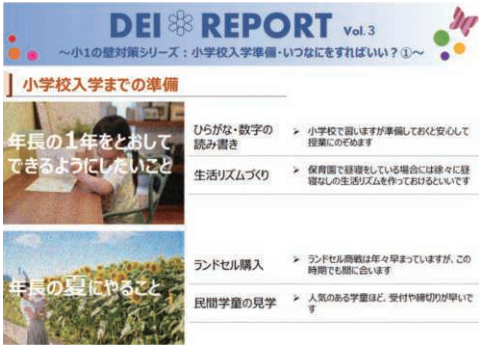 DEI REPORT Vol.3
～小1の壁対策シリーズ：小学校入学準備・いつなにをすればいい？①～
小学校入学までの準備
年長の1年をとおして
できるようにしたいこと
ひらがな・数字の
読み書き
➢ 小学校で習いますが準備しておくと安心して
授業にのぞめます
生活リズムづくり
➢ 保育園で昼寝をしている場合には徐々に昼
寝なしの生活リズムを作っておけるといいです
年長の夏にやること
ランドセル購入
➢ ランドセル商戦は年々早まっていますが、この
時期でも間に合います
民間学童の見学
➢ 人気のある学童ほど、受付や締切りが早いで
す